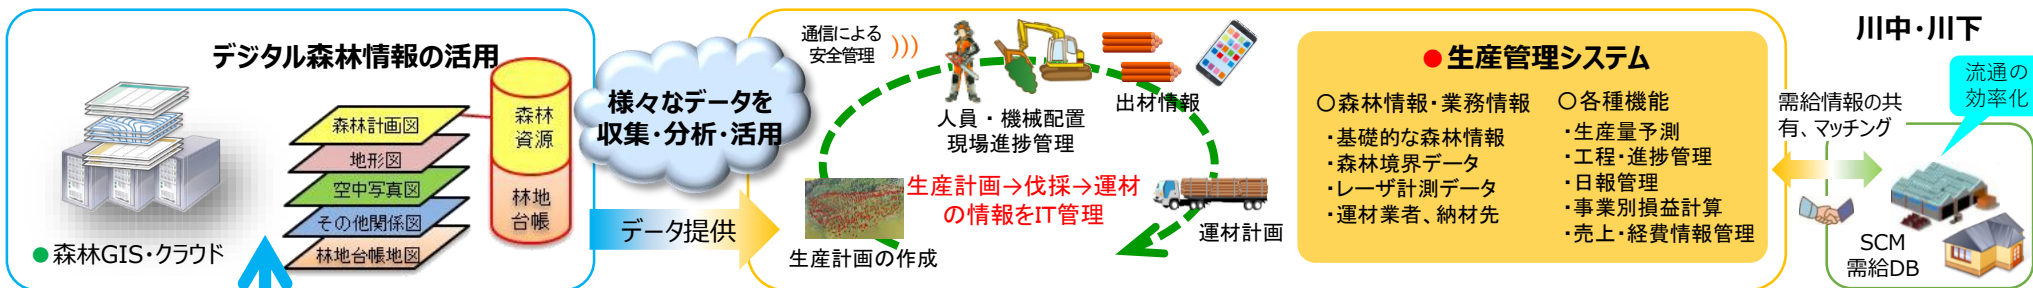 デジタル森林情報の活用
森林計画図
地形図
空中写真図
その他関係図
林地台帳地図
森林
資源
林地
台帳
●森林GIS・クラウド
様々なデータを
収集・分析・活用
データ提供
通信による
安全管理
人員・機械配置
現場進捗管理
出材情報
生産計画→伐採→運材
の情報をIT管理
生産計画の作成
運材計画
●生産管理システム
○森林情報・業務情報
・基礎的な森林情報
・森林境界データ
・レーザ計測データ
・運材業者、納材先
○各種機能
・生産量予測
・工程・進捗管理
・日報管理
・事業別損益計算
・売上・経費情報管理
川中・川下
流通の
効率化
需給情報の共
有、マッチング
SCM
需給DB